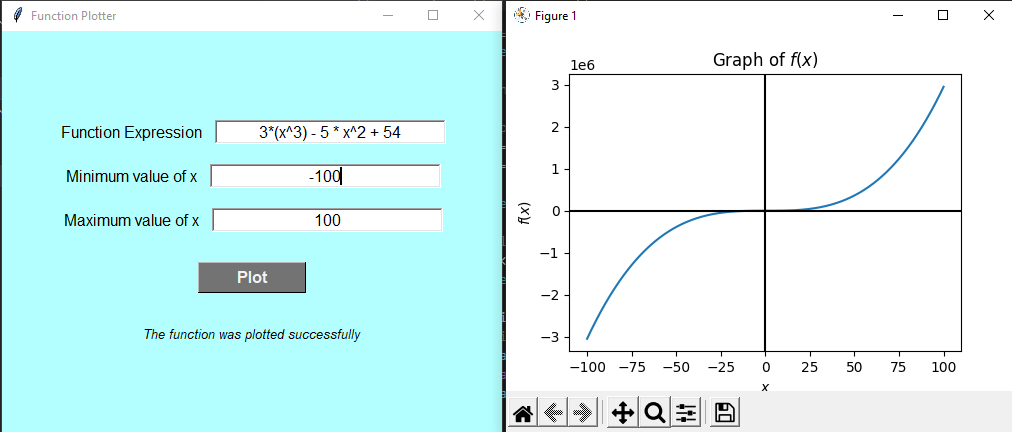 Function Plotter
Function Expression 3*(x^3) - 5 * x^2 + 54
Minimum value of x -100
Maximum value of x 100
Plot
The function was plotted successfully
Figure 1
Graph of f(x)
1e6
3
2
1
0
−1
−2
−3
f(x)
−100 −75 −50 −25 0 25 50 75 100
x